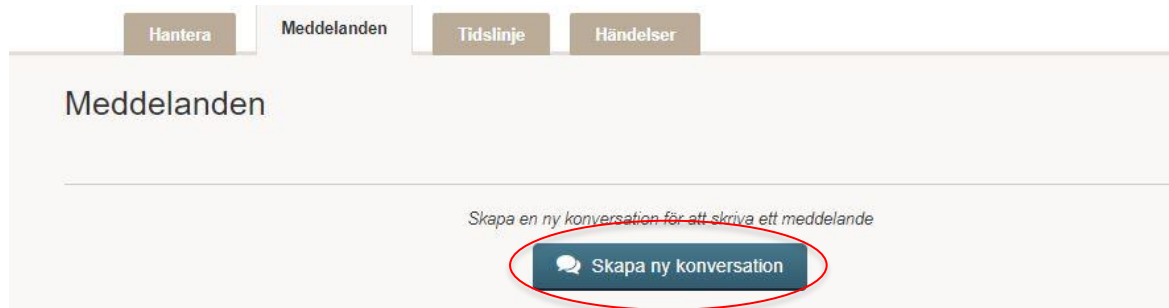 Hantera Meddelanden Tidslinje Händelser
Meddelanden
Skapa en ny konversation för att skriva ett meddelande
Skapa ny konversation